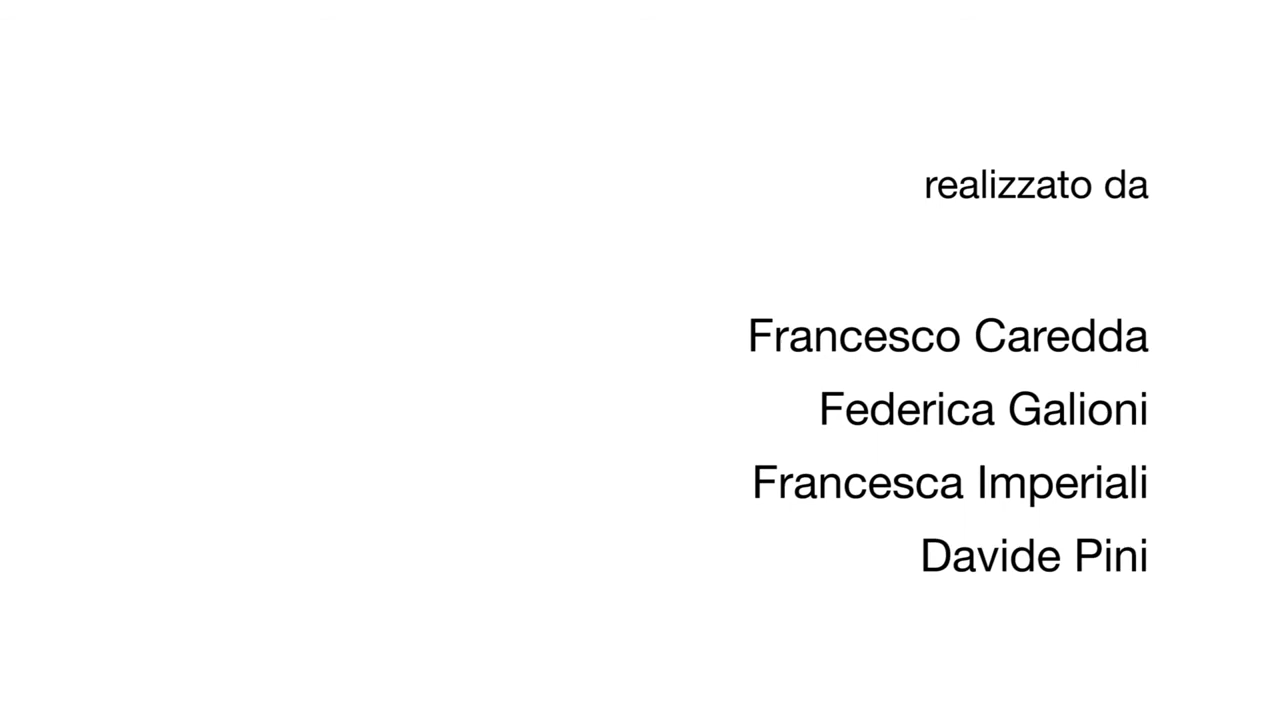 realizzato da
Francesco Caredda
Federica Galioni
Francesca Imperiali
Davide Pini